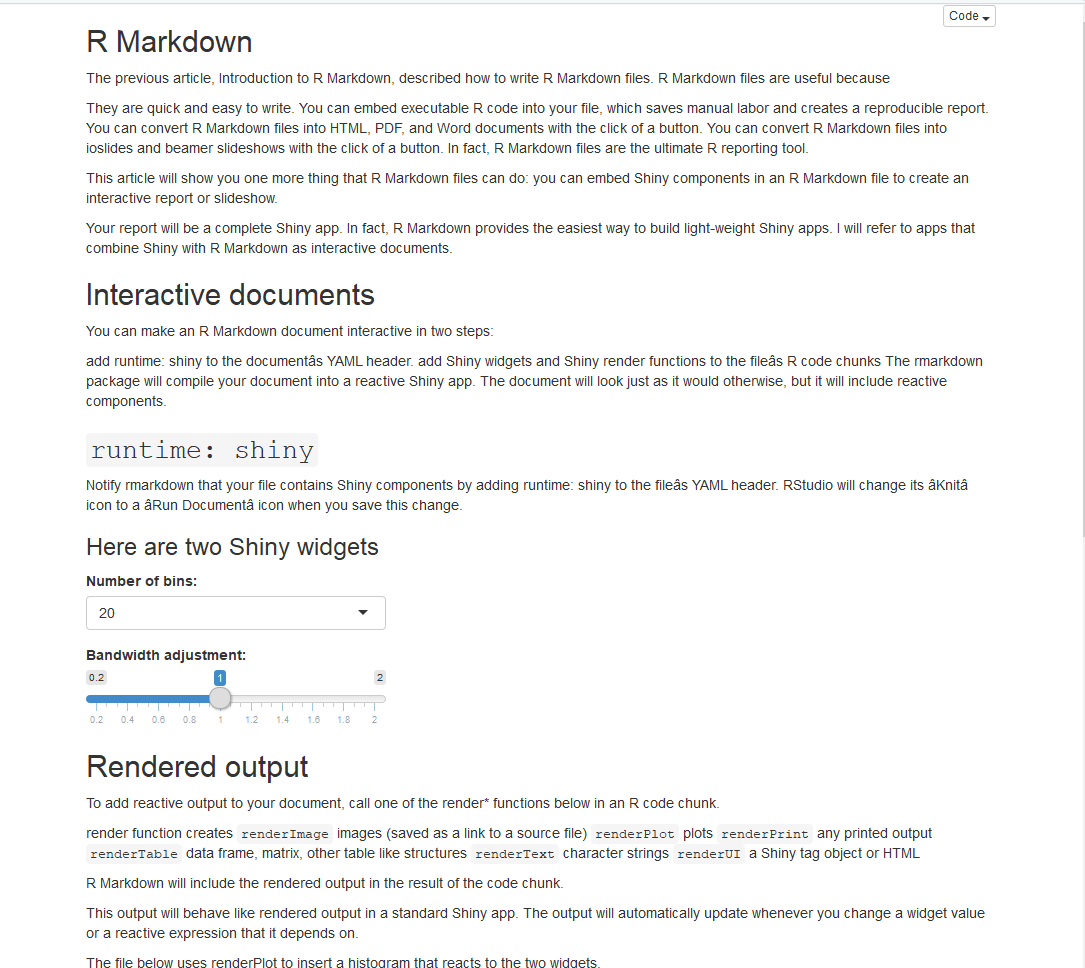 Code
R Markdown
The previous article, Introduction to R Markdown, described how to write R Markdown files. R Markdown files are useful because
They are quick and easy to write. You can embed executable R code into your file, which saves manual labor and creates a reproducible report.
You can convert R Markdown files into HTML, PDF, and Word documents with the click of a button. You can convert R Markdown files into
ioslides and beamer slideshows with the click of a button. In fact, R Markdown files are the ultimate R reporting tool.
This article will show you one more thing that R Markdown files can do: you can embed Shiny components in an R Markdown file to create an
interactive report or slideshow.
Your report will be a complete Shiny app. In fact, R Markdown provides the easiest way to build light-weight Shiny apps. I will refer to apps that
combine Shiny with R Markdown as interactive documents.
Interactive documents
You can make an R Markdown document interactive in two steps:
add runtime: shiny to the documentâs YAML header. add Shiny widgets and Shiny render functions to the fileâs R code chunks The rmarkdown
package will compile your document into a reactive Shiny app. The document will look just as it would otherwise, but it will include reactive
components.
runtime: shiny
Notify rmarkdown that your file contains Shiny components by adding runtime: shiny to the fileâs YAML header. RStudio will change its âKnitâ
icon to a âRun Documentâ icon when you save this change.
Here are two Shiny widgets
Number of bins:
20
Bandwidth adjustment:
0.2 1 2
0.2 0.4 0.6 0.8 1 1.2 1.4 1.6 1.8 2
Rendered output
To add reactive output to your document, call one of the render* functions below in an R code chunk.
render function creates renderImage images (saved as a link to a source file) renderPlot plots renderPrint any printed output
renderTable data frame, matrix, other table like structures renderText character strings renderUI a Shiny tag object or HTML
R Markdown will include the rendered output in the result of the code chunk.
This output will behave like rendered output in a standard Shiny app. The output will automatically update whenever you change a widget value
or a reactive expression that it depends on.
The file below uses renderPlot to insert a histogram that reacts to the two widgets.